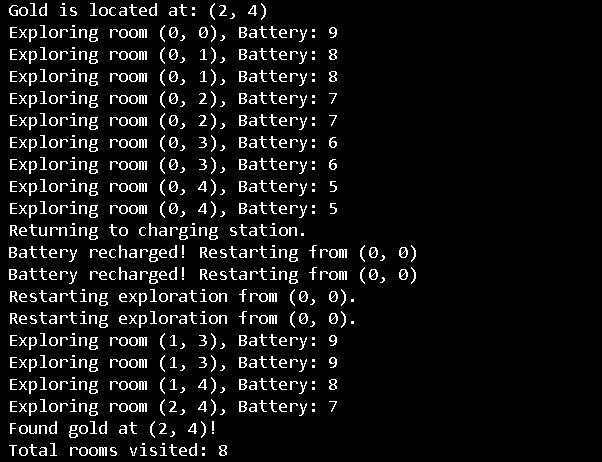 Gold is located at: (2, 4)
Exploring room (0, 0), Battery: 9
Exploring room (0, 1), Battery: 8
Exploring room (0, 1), Battery: 8
Exploring room (0, 2), Battery: 7
Exploring room (0, 2), Battery: 7
Exploring room (0, 3), Battery: 6
Exploring room (0, 3), Battery: 6
Exploring room (0, 4), Battery: 5
Exploring room (0, 4), Battery: 5
Returning to charging station.
Battery recharged! Restarting from (0, 0)
Battery recharged! Restarting from (0, 0)
Restarting exploration from (0, 0).
Restarting exploration from (0, 0).
Exploring room (1, 3), Battery: 9
Exploring room (1, 3), Battery: 9
Exploring room (1, 4), Battery: 8
Exploring room (2, 4), Battery: 7
Found gold at (2, 4)!
Total rooms visited: 8